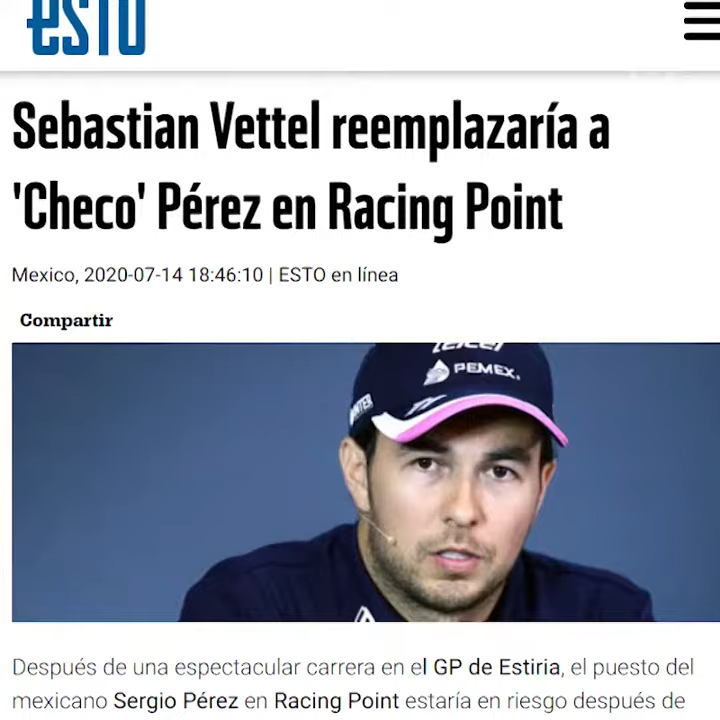 ESTO
Sebastian Vettel reemplazaría a
'Checo' Pérez en Racing Point
Mexico, 2020-07-14 18:46:10 | ESTO en línea
Compartir
telcel
PEMEX.
Después de una espectacular carrera en el GP de Estiria, el puesto del
mexicano Sergio Pérez en Racing Point estaría en riesgo después de